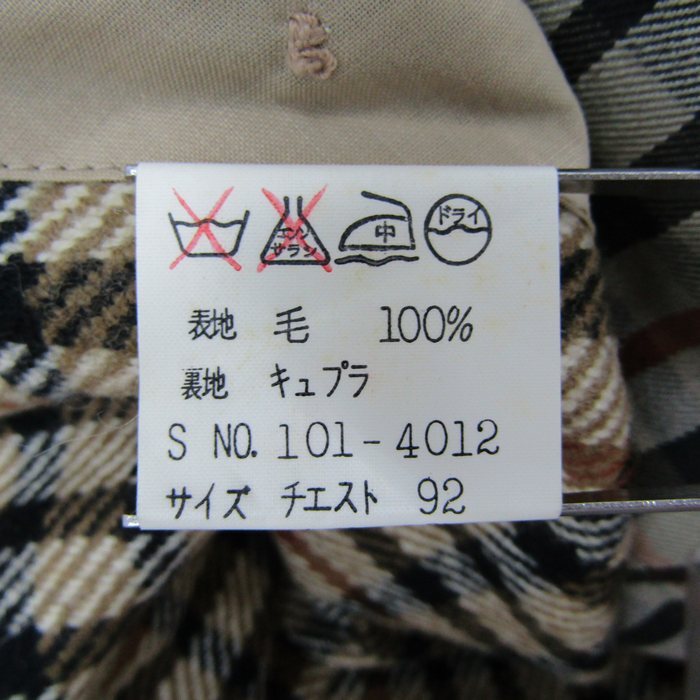 エンソ サラシ 中 ドライ
表地 毛 100%
裏地 キュプラ
S NO. 101-4012
サイズ チエスト 92